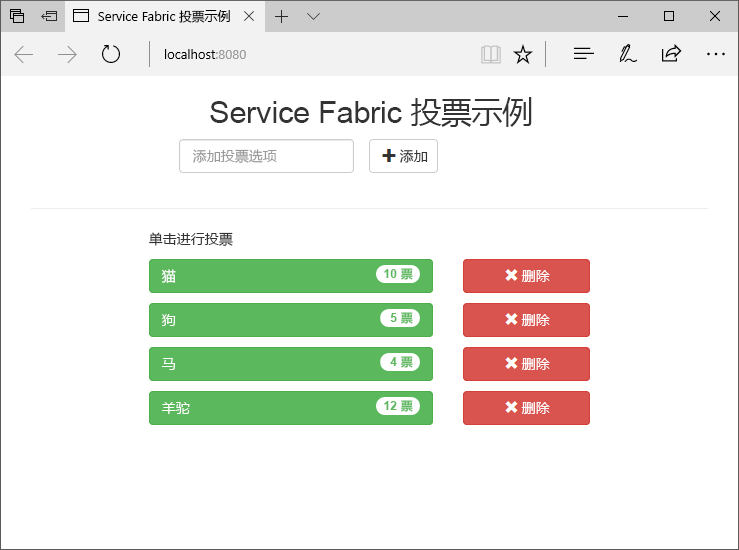 Service Fabric 投票示例
localhost:8080
Service Fabric 投票示例
添加投票选项
添加
单击进行投票
猫 10 票 删除
狗 5 票 删除
马 4 票 删除
羊驼 12 票 删除